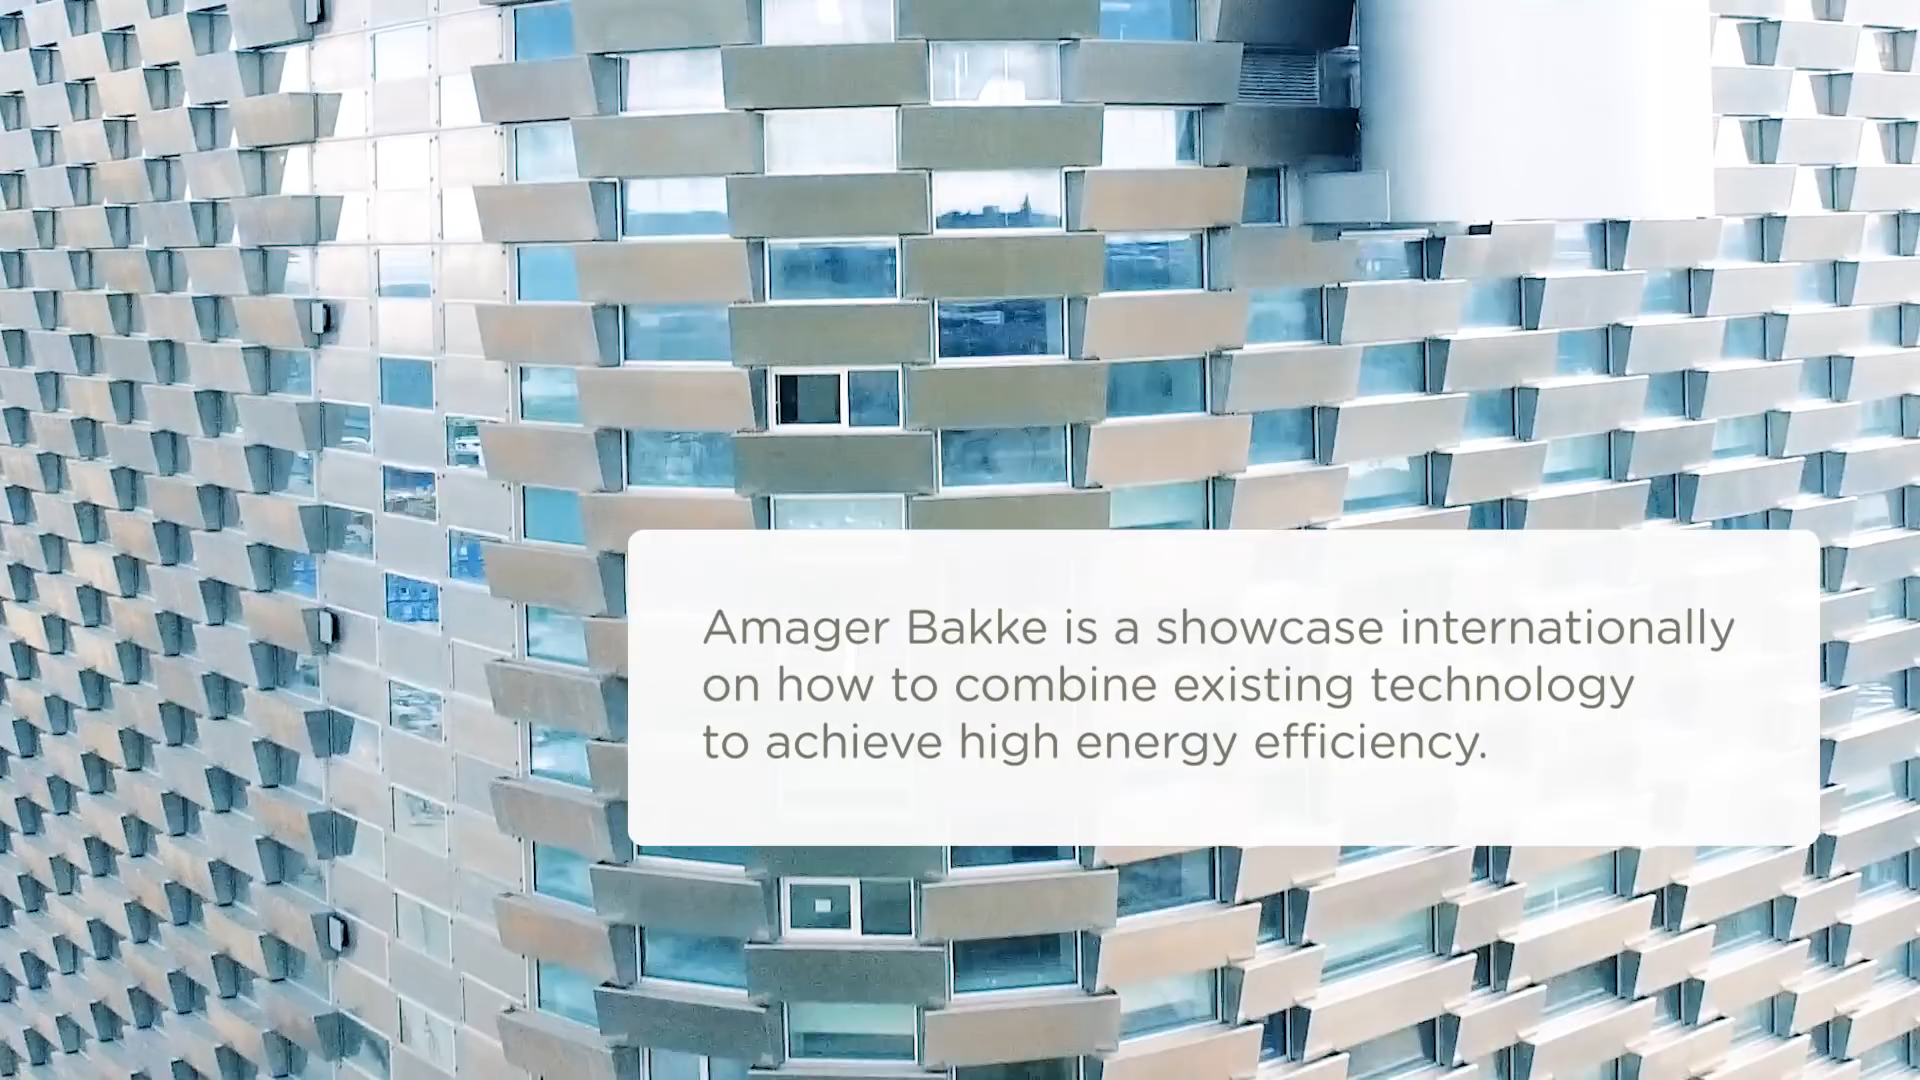 Amager Bakke is a showcase internationally
on how to combine existing technology
to achieve high energy efficiency.